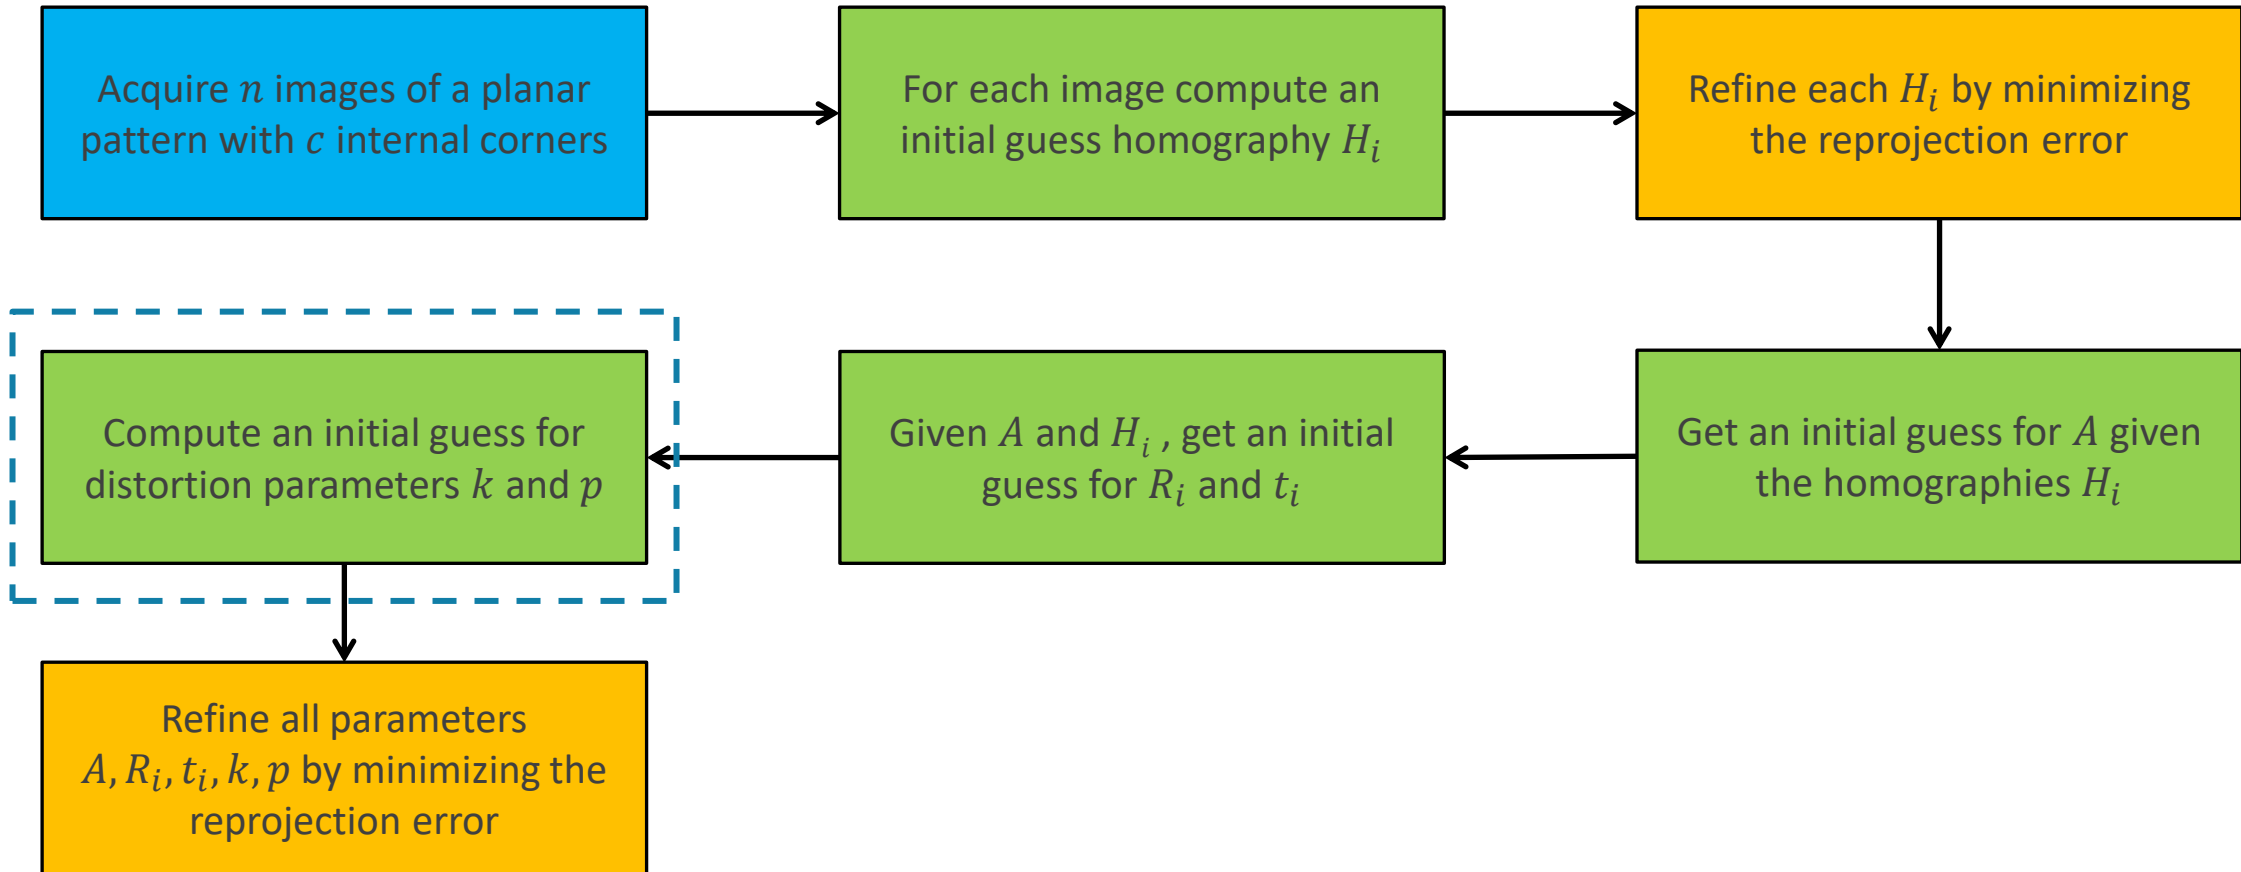 Acquire n images of a planar
pattern with c internal corners
For each image compute an
initial guess homography H_i
Refine each H_i by minimizing
the reprojection error
Get an initial guess for A given
the homographies H_i
Given A and H_i , get an initial
guess for R_i and t_i
Compute an initial guess for
distortion parameters k and p
Refine all parameters
A, R_i, t_i, k, p by minimizing the
reprojection error